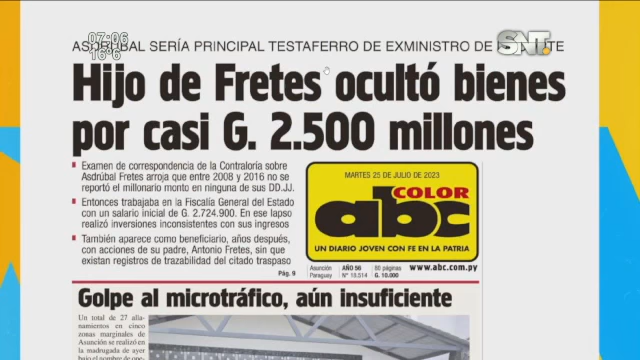 07:06
16°6
SNT
ASDRÚBAL SERÍA PRINCIPAL TESTAFERRO DE EXMINISTRO DE
Hijo de Fretes ocultó bienes
por casi G. 2.500 millones
Examen de correspondencia de la Contraloría sobre
Asdrúbal Fretes arroja que entre 2008 y 2016 no se
reportó el millonario monto en ninguna de sus DD.JJ.
Entonces trabajaba en la Fiscalía General del Estado
con un salario inicial de G. 2.724.900. En ese lapso
realizó inversiones inconsistentes con sus ingresos
También aparece como beneficiario, años después,
con acciones de su padre, Antonio Fretes, sin que
existan registros de trazabilidad del citado traspaso
Pág. 9
MARTES 25 DE JULIO DE 2023
abc COLOR
UN DIARIO JOVEN CON FE EN LA PATRIA
Asunción AÑO 56 80 páginas www.abc.com.py
Paraguay N° 19.514 G. 10.000
Golpe al microtráfico, aún insuficiente
Un total de 27 alla-
namientos en cinco
zonas marginales de
Asunción se realizó en
la madrugada de ayer